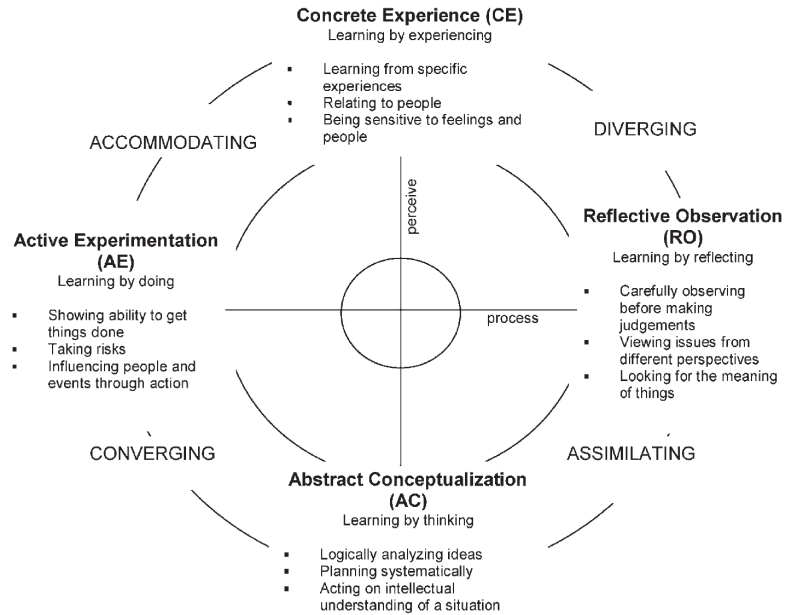 Concrete Experience (CE)
Learning by experiencing
▪ Learning from specific
experiences
▪ Relating to people
▪ Being sensitive to feelings and
people
ACCOMMODATING
DIVERGING
perceive
Reflective Observation
(RO)
Learning by reflecting
▪ Carefully observing
before making
judgements
▪ Viewing issues from
different perspectives
▪ Looking for the meaning
of things
Active Experimentation
(AE)
Learning by doing
▪ Showing ability to get
things done
▪ Taking risks
▪ Influencing people and
events through action
process
CONVERGING
ASSIMILATING
Abstract Conceptualization
(AC)
Learning by thinking
▪ Logically analyzing ideas
▪ Planning systematically
▪ Acting on intellectual
understanding of a situation